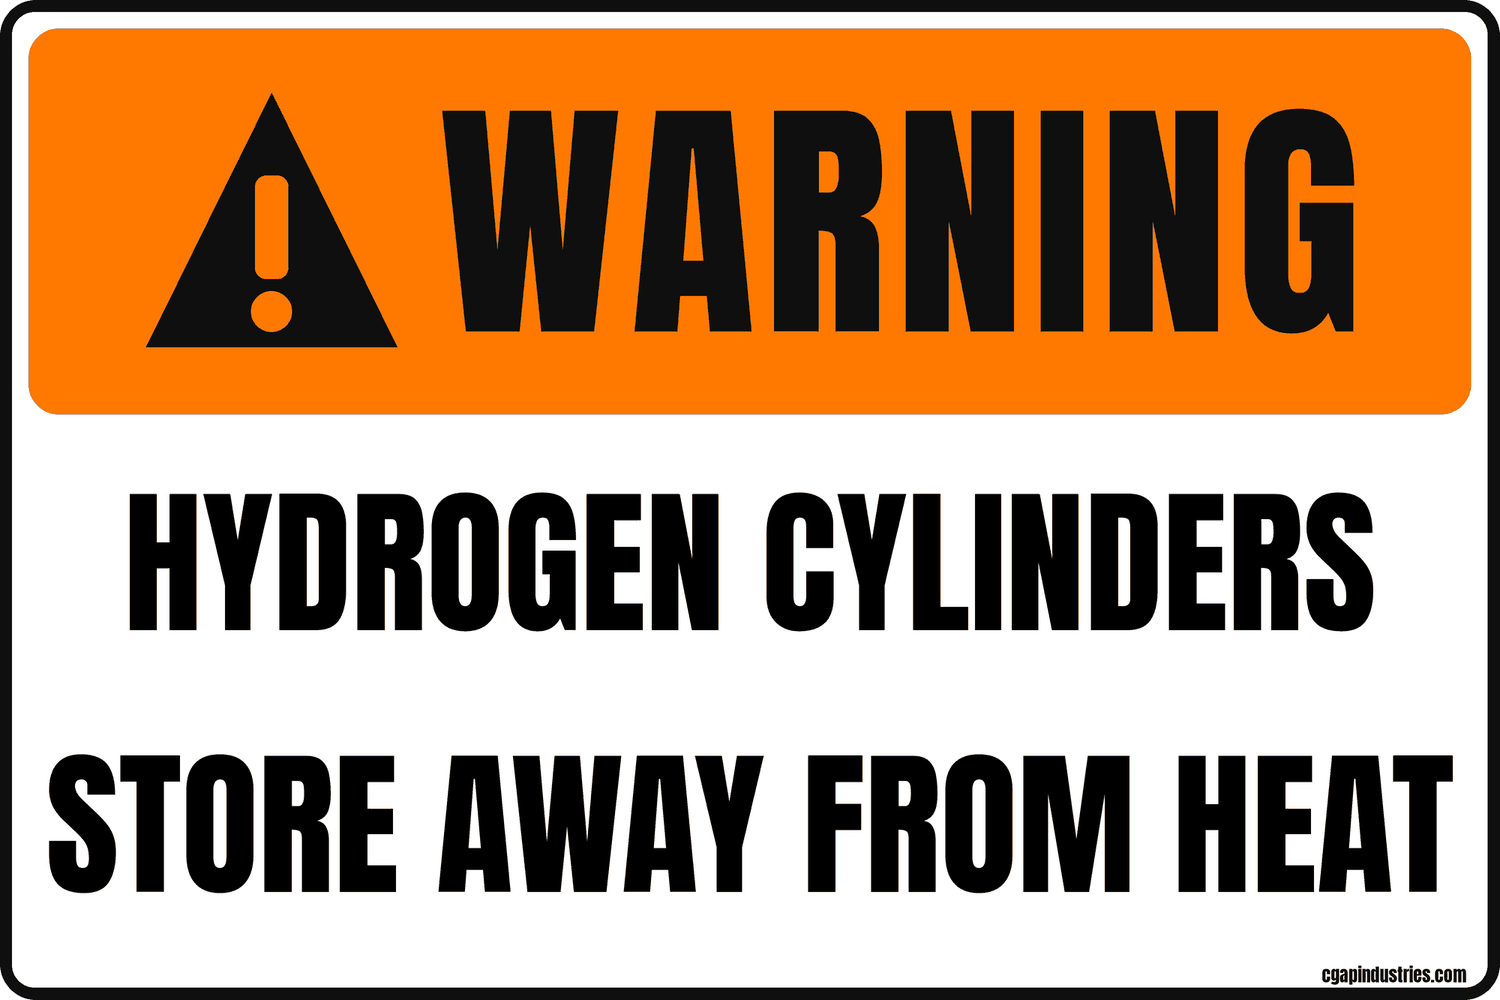 WARNING
HYDROGEN CYLINDERS
STORE AWAY FROM HEAT
cgapindustries.com